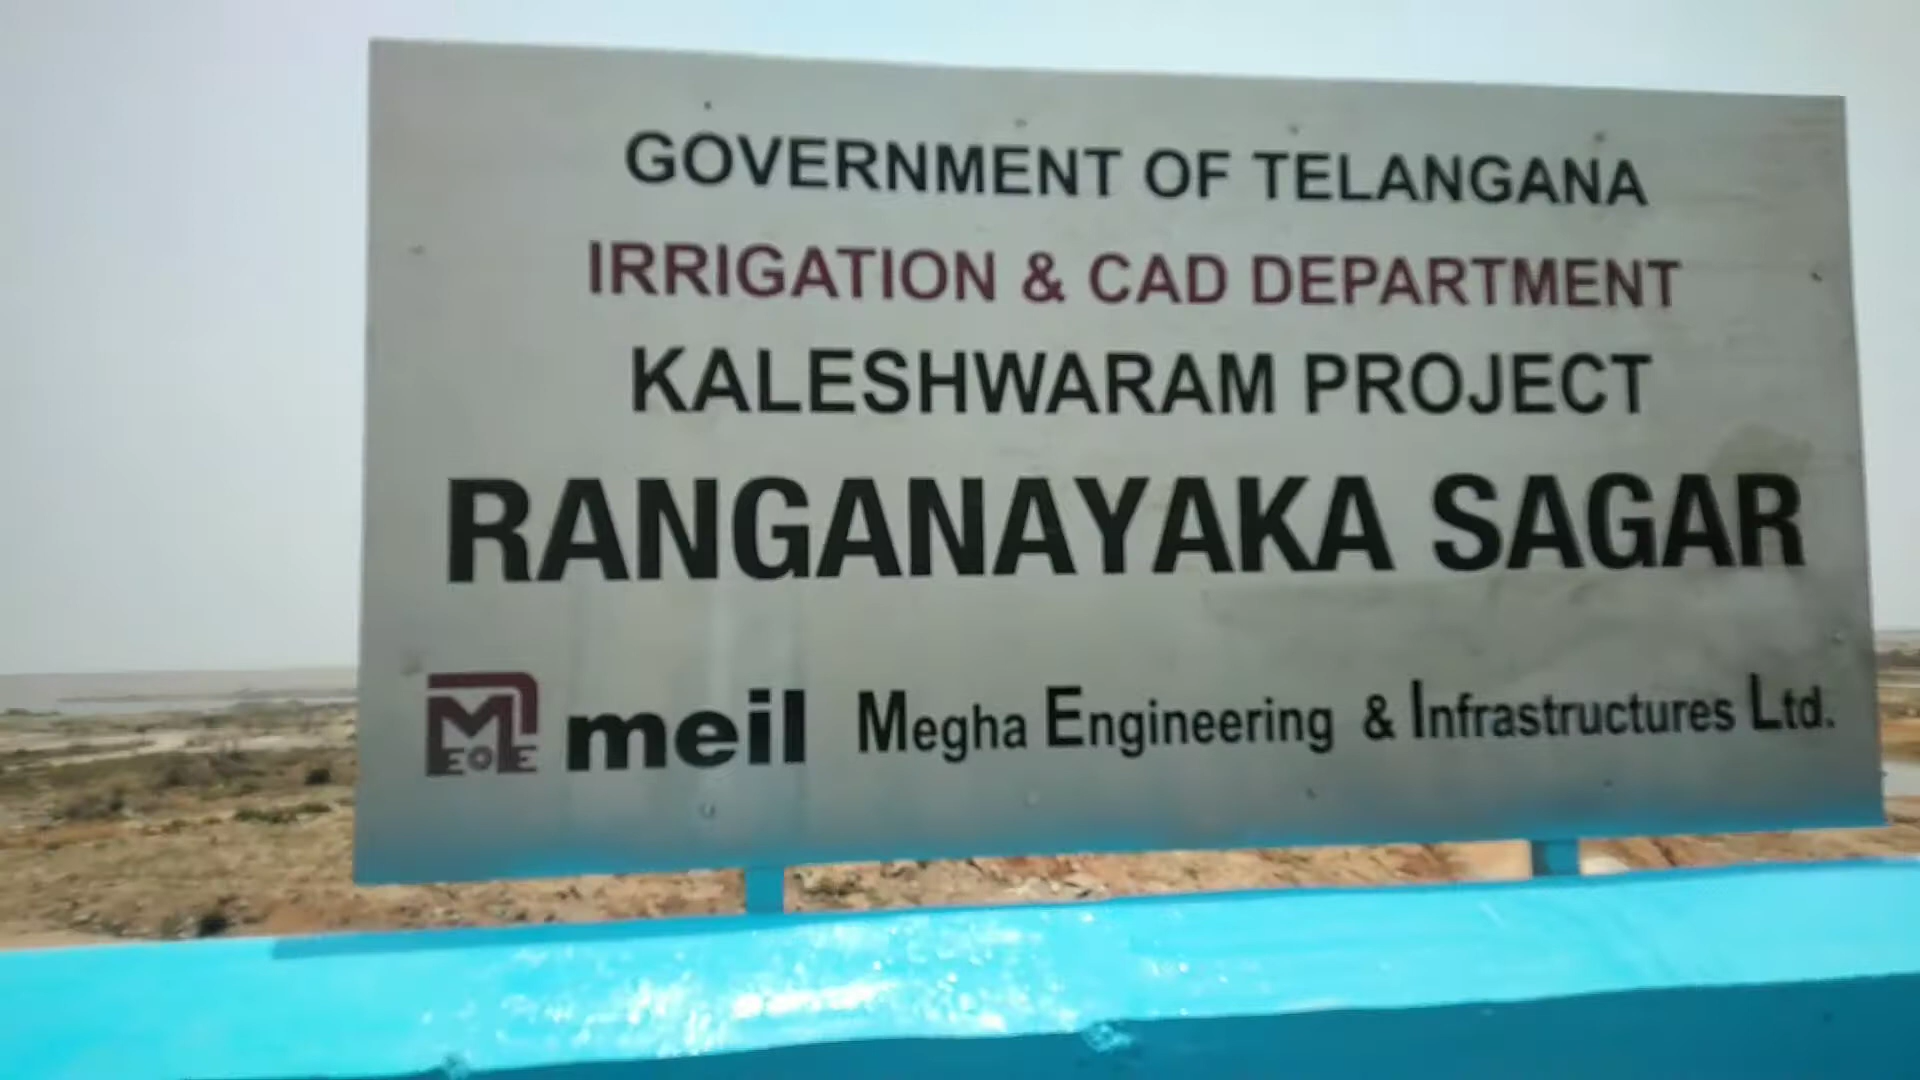 GOVERNMENT OF TELANGANA
IRRIGATION & CAD DEPARTMENT
KALESHWARAM PROJECT
RANGANAYAKA SAGAR
meil Megha Engineering & Infrastructures Ltd.